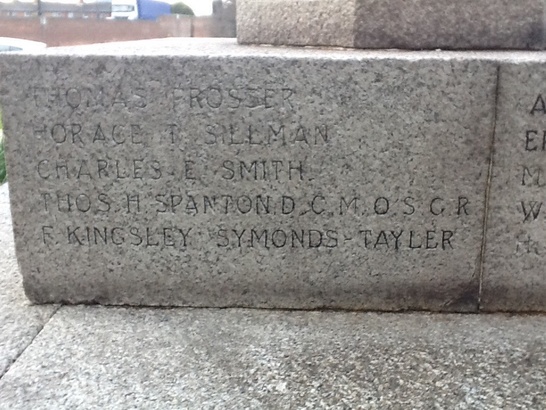 THOMAS PROSSER
HORACE T. SILLMAN
CHARLES E. SMITH.
THOS. H. SPANTON. D.C.M. O.S.G.R
F. KINGSLEY SYMONDS-TAYLER